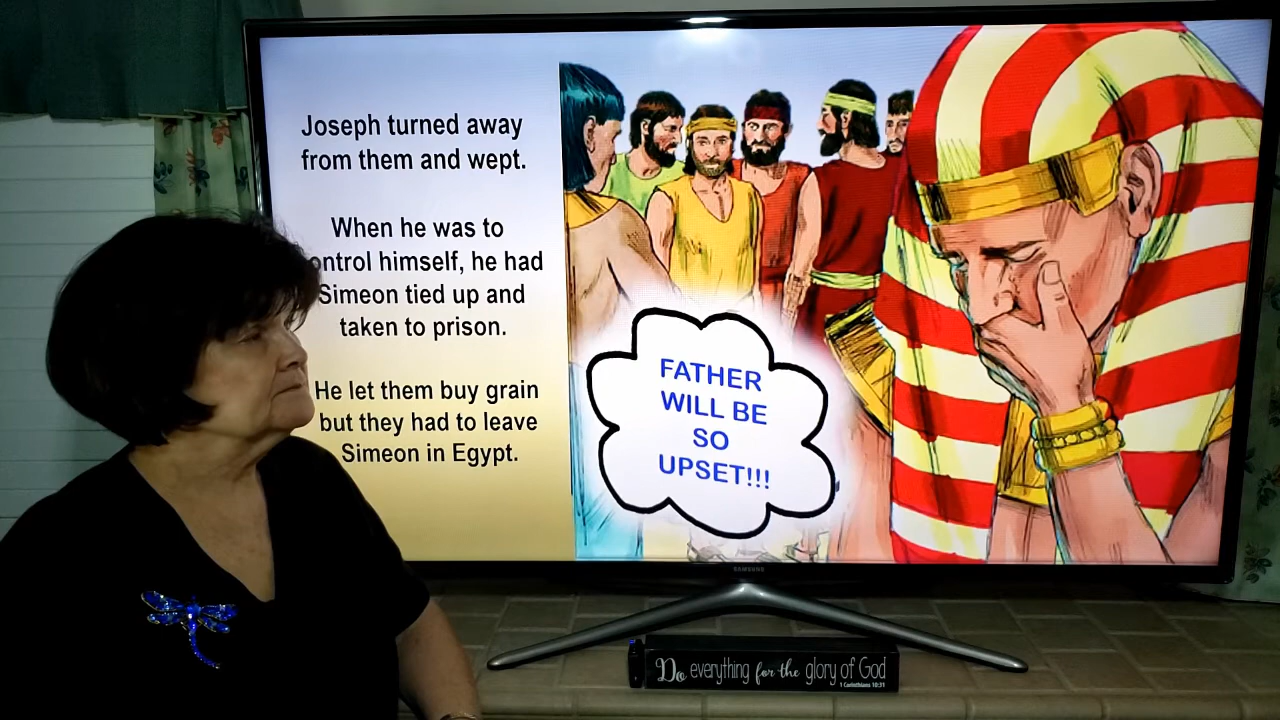 Joseph turned away
from them and wept.
When he was to
ontrol himself, he had
Simeon tied up and
taken to prison.
He let them buy grain
but they had to leave
Simeon in Egypt.
FATHER
WILL BE
SO
UPSET!!!
SAMSUNG
Do everything for the glory of God
1 Corinthians 10:31